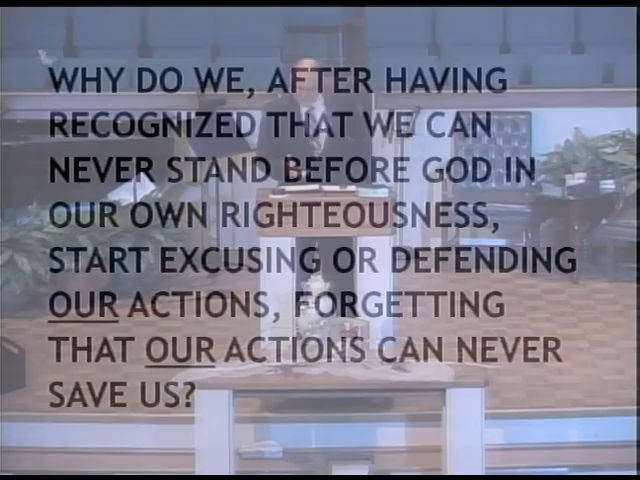 WHY DO WE, AFTER HAVING
RECOGNIZED THAT WE CAN
NEVER STAND BEFORE GOD IN
OUR OWN RIGHTEOUSNESS,
START EXCUSING OR DEFENDING
OUR ACTIONS, FORGETTING
THAT OUR ACTIONS CAN NEVER
SAVE US?